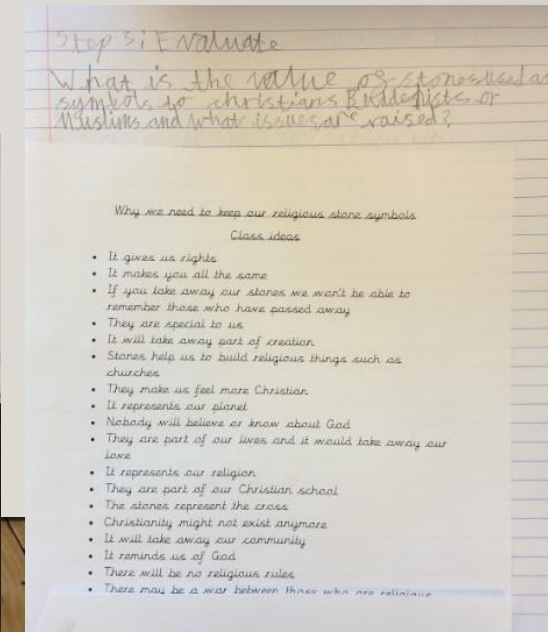 Step 3: Evaluate
What is the value of stones used as
symbols to christians Buddehists or
Muslims and what issues are raised?
Why we need to keep our religious stone symbols
Class ideas
• It gives us rights
• It makes you all the same
• If you take away our stones we won't be able to
remember those who have passed away
• They are special to us
• It will take away part of creation
• Stones help us to build religious things such as
churches
• They make us feel more Christian
• It represents our planet
• Nobody will believe or know about God
• They are part of our lives and it would take away our
love
• It represents our religion
• They are part of our Christian school
• The stones represent the cross
• Christianity might not exist anymore
• It will take away our community
• It reminds us of God
• There will be no religious rules
• There may be a war between those who are religious